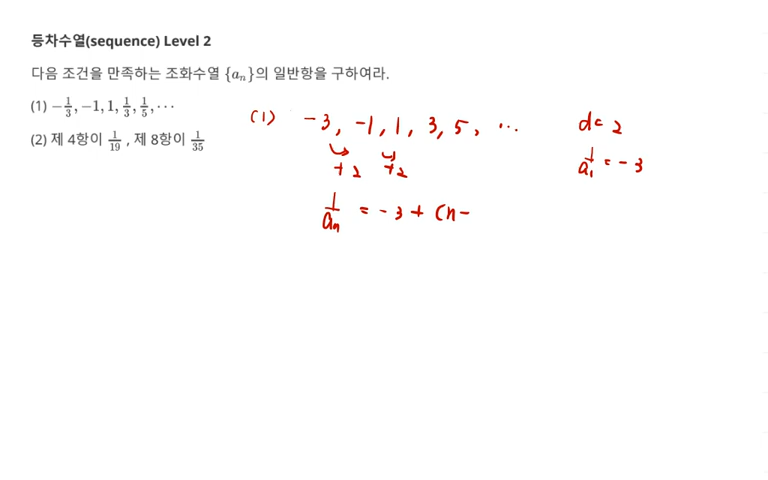 등차수열(sequence) Level 2
다음 조건을 만족하는 조화수열 {aₙ}의 일반항을 구하여라.
(1) −1/3, −1, 1, 1/3, 1/5, ⋯
(2) 제 4항이 1/19 , 제 8항이 1/35
(1) -3, -1, 1, 3, 5, ⋯ d= 2
+2 +2 1/a₁ = -3
1/aₙ = -3 + (n-